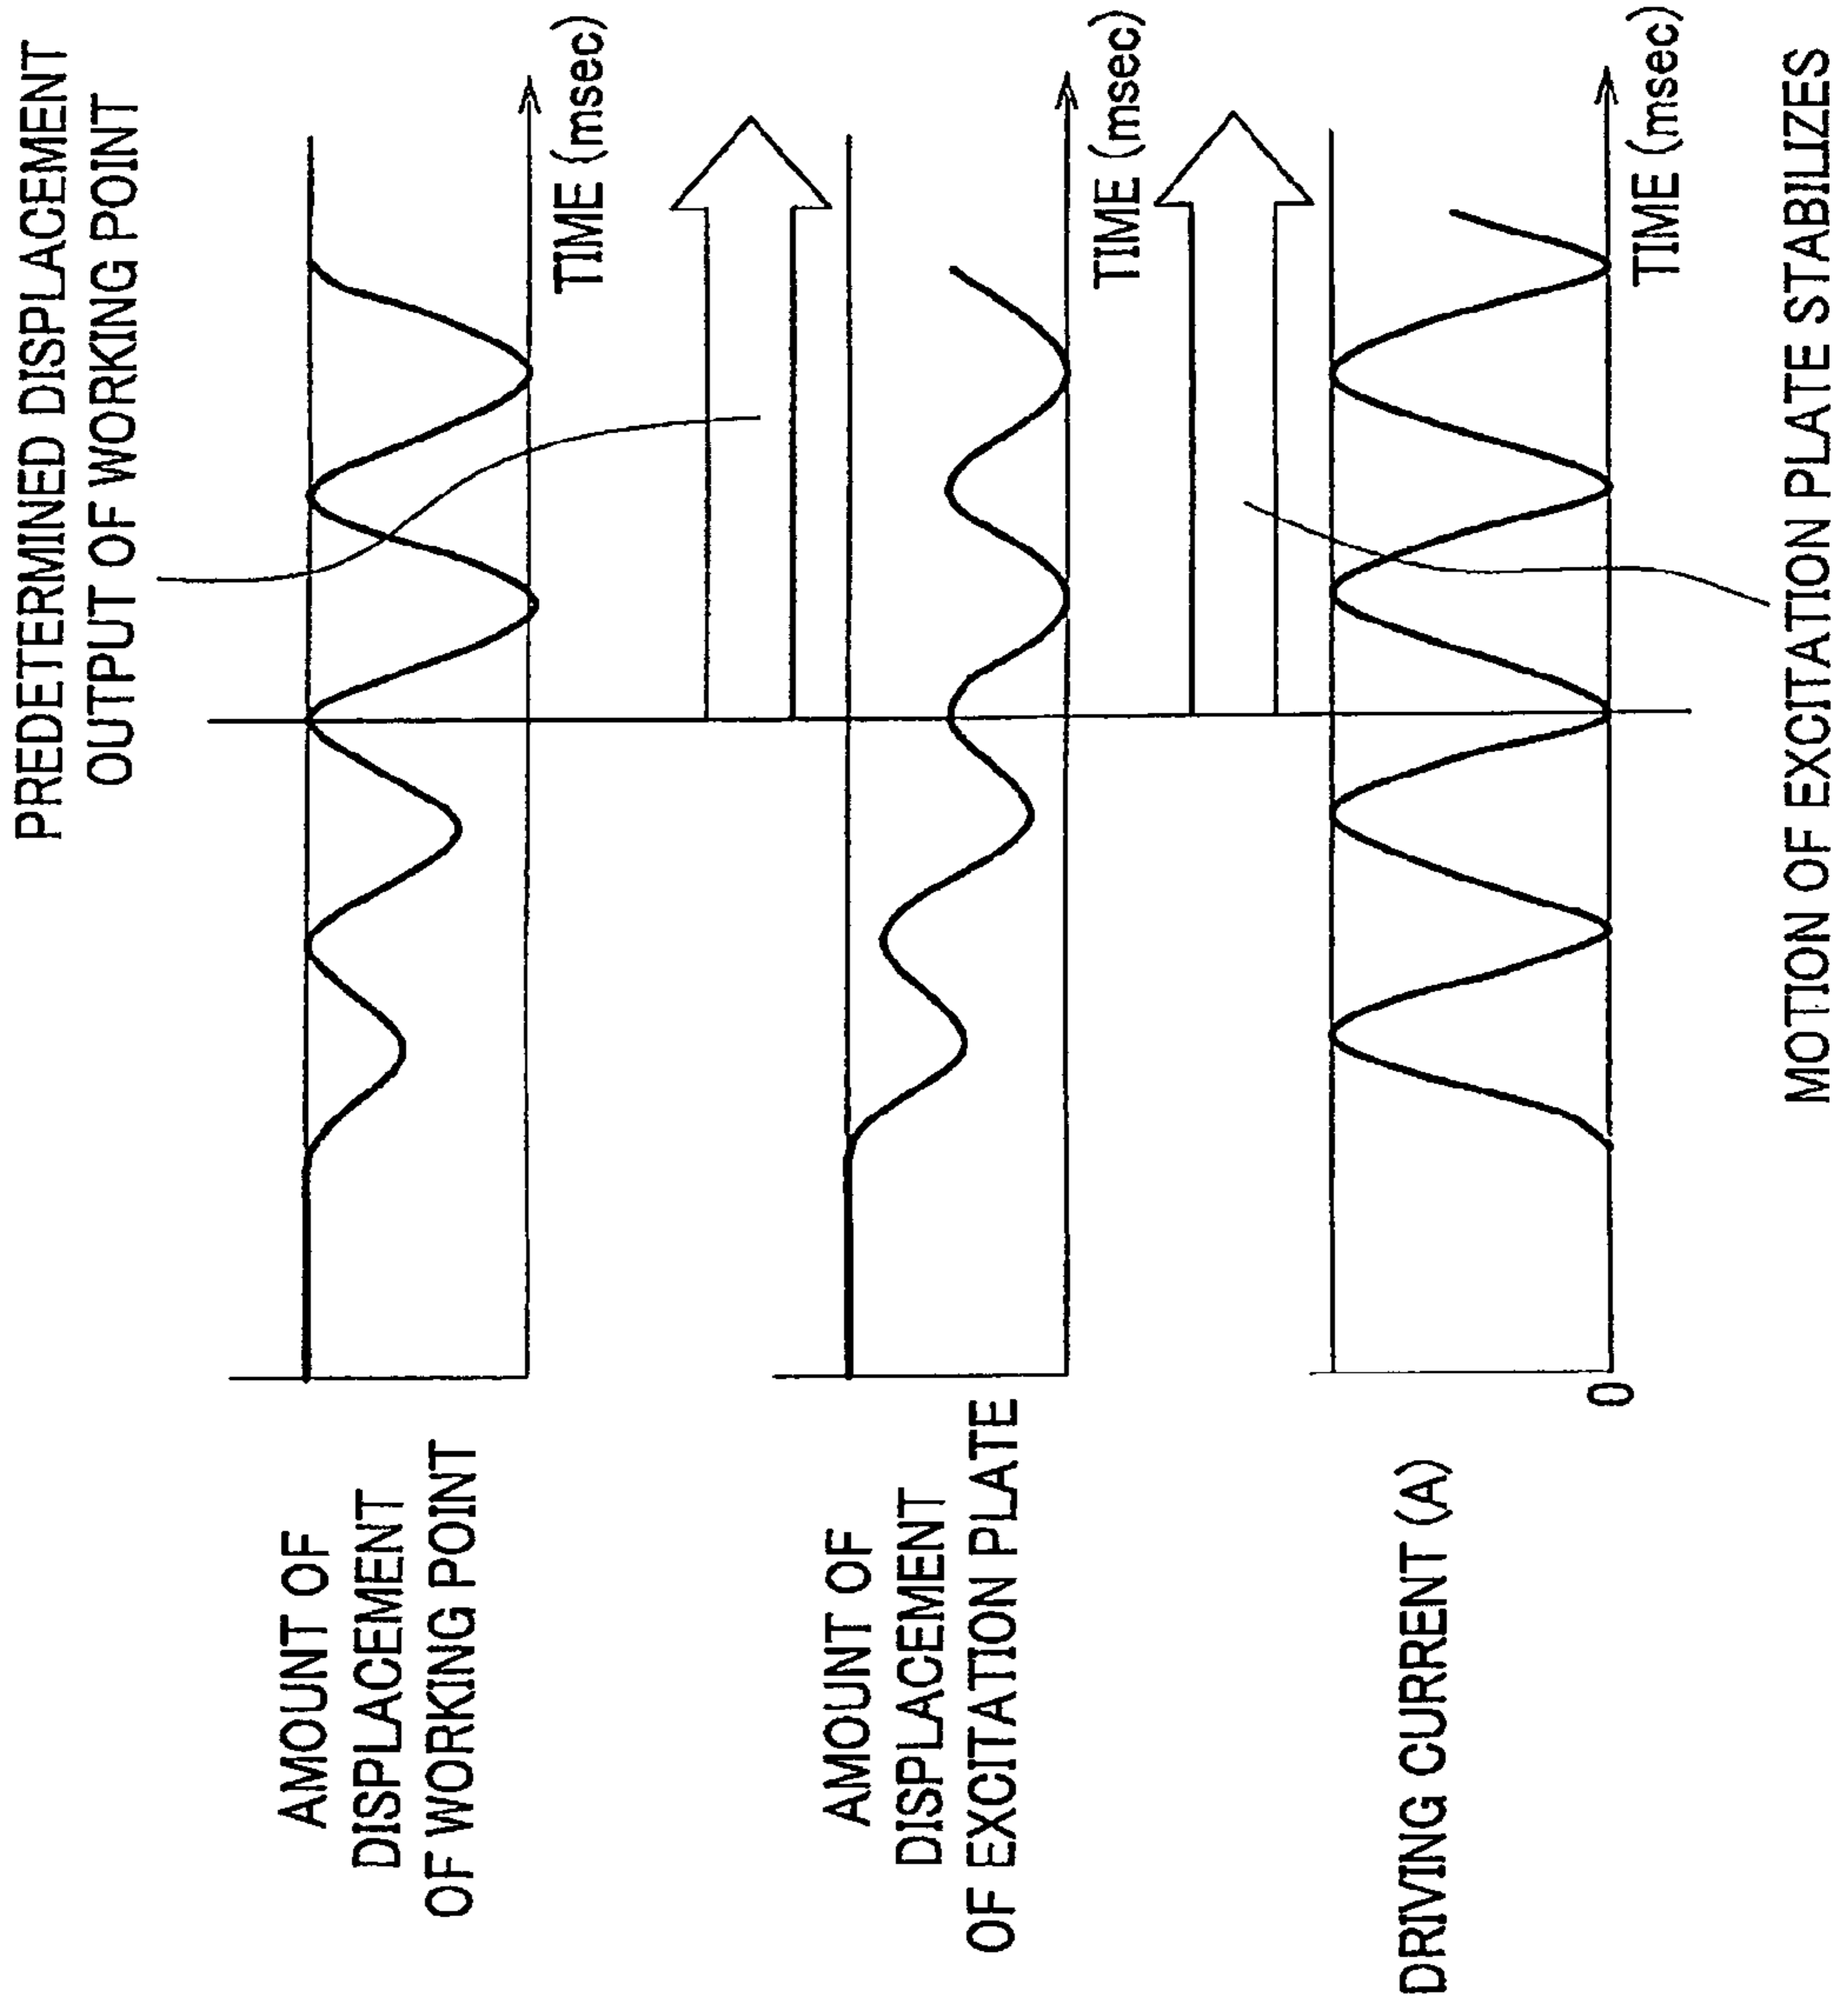 PREDETERMINED DISPLACEMENT
OUTPUT OF WORKING POINT
AMOUNT OF
DISPLACEMENT
OF WORKING POINT
TIME (msec)
AMOUNT OF
DISPLACEMENT
OF EXCITATION PLATE
TIME (msec)
DRIVING CURRENT (A)
0
TIME (msec)
MOTION OF EXCITATION PLATE STABILIZES